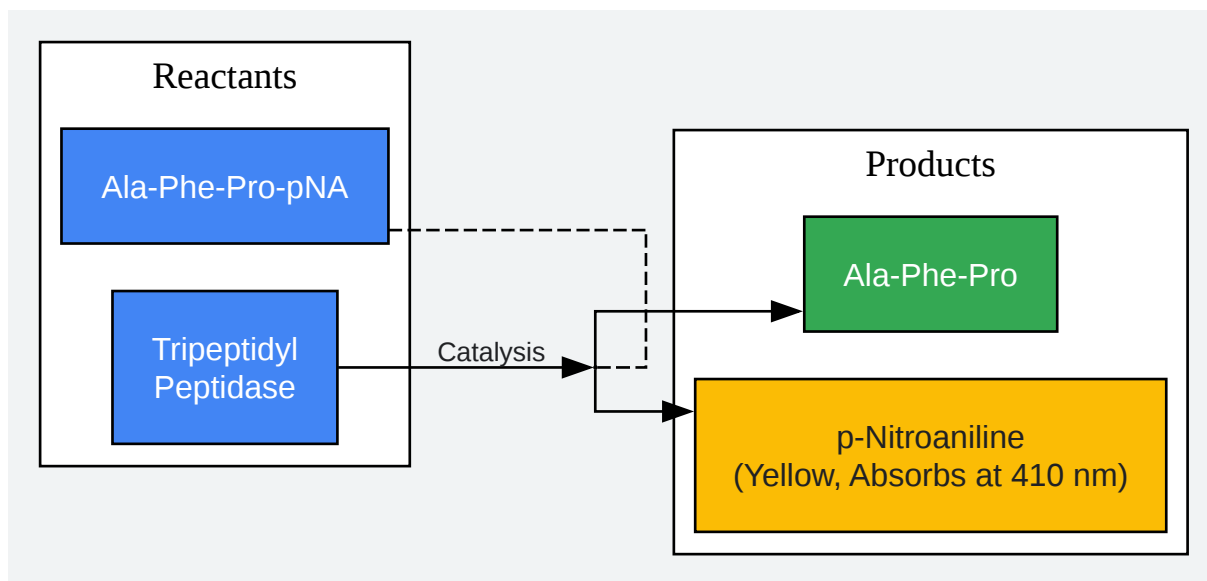 Reactants
Ala-Phe-Pro-pNA
Tripeptidyl
Peptidase
Catalysis
Products
Ala-Phe-Pro
p-Nitroaniline
(Yellow, Absorbs at 410 nm)